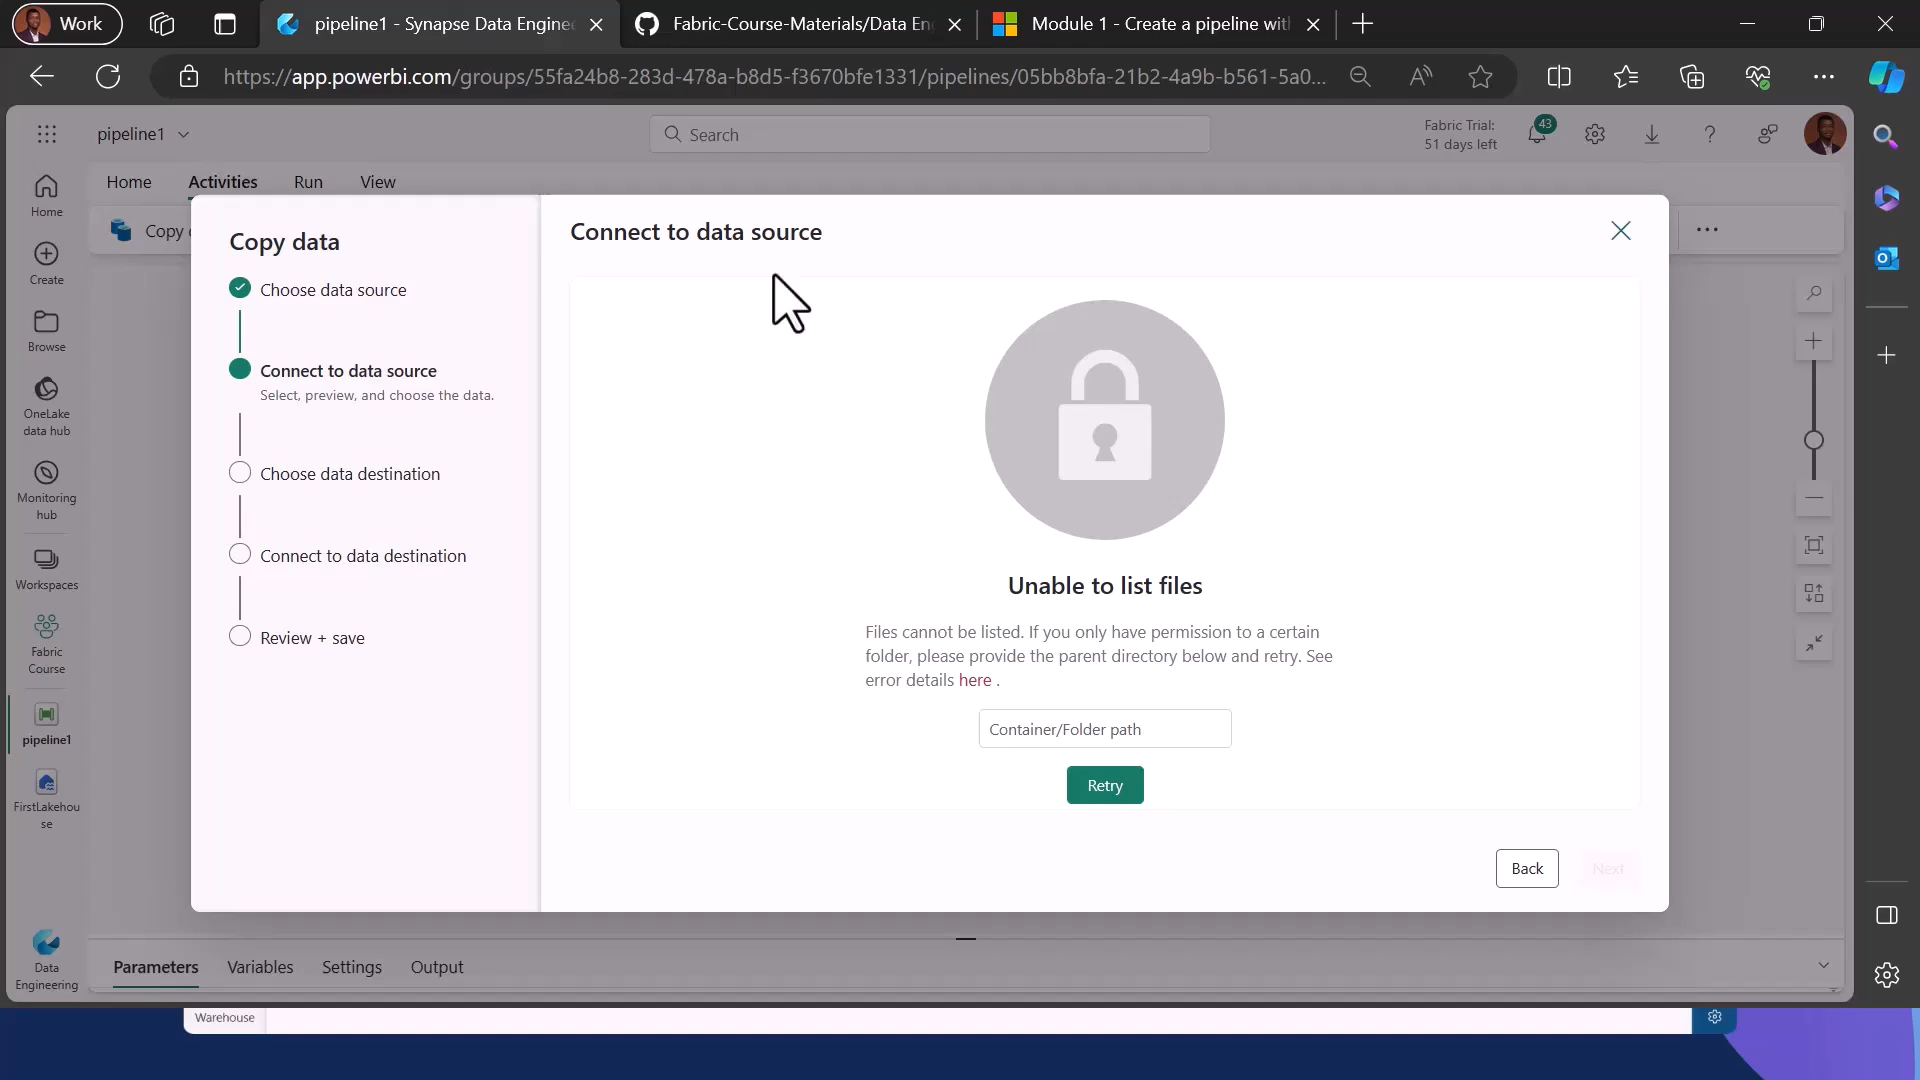 Work
pipeline1 - Synapse Data Enginee
Fabric-Course-Materials/Data En
Module 1 - Create a pipeline with
https://app.powerbi.com/groups/55fa24b8-283d-478a-b8d5-f3670bfe1331/pipelines/05bb8bfa-21b2-4a9b-b561-5a0...
pipeline1
Search
Fabric Trial:
51 days left
43
Home
Activities
Run
View
Copy
Home
Create
Browse
OneLake
data hub
Monitoring
hub
Workspaces
Fabric
Course
pipeline1
FirstLakehou
se
Data
Engineering
Copy data
Choose data source
Connect to data source
Select, preview, and choose the data.
Choose data destination
Connect to data destination
Review + save
Connect to data source
Unable to list files
Files cannot be listed. If you only have permission to a certain
folder, please provide the parent directory below and retry. See
error details here .
Container/Folder path
Retry
Back
Next
Parameters
Variables
Settings
Output
Warehouse